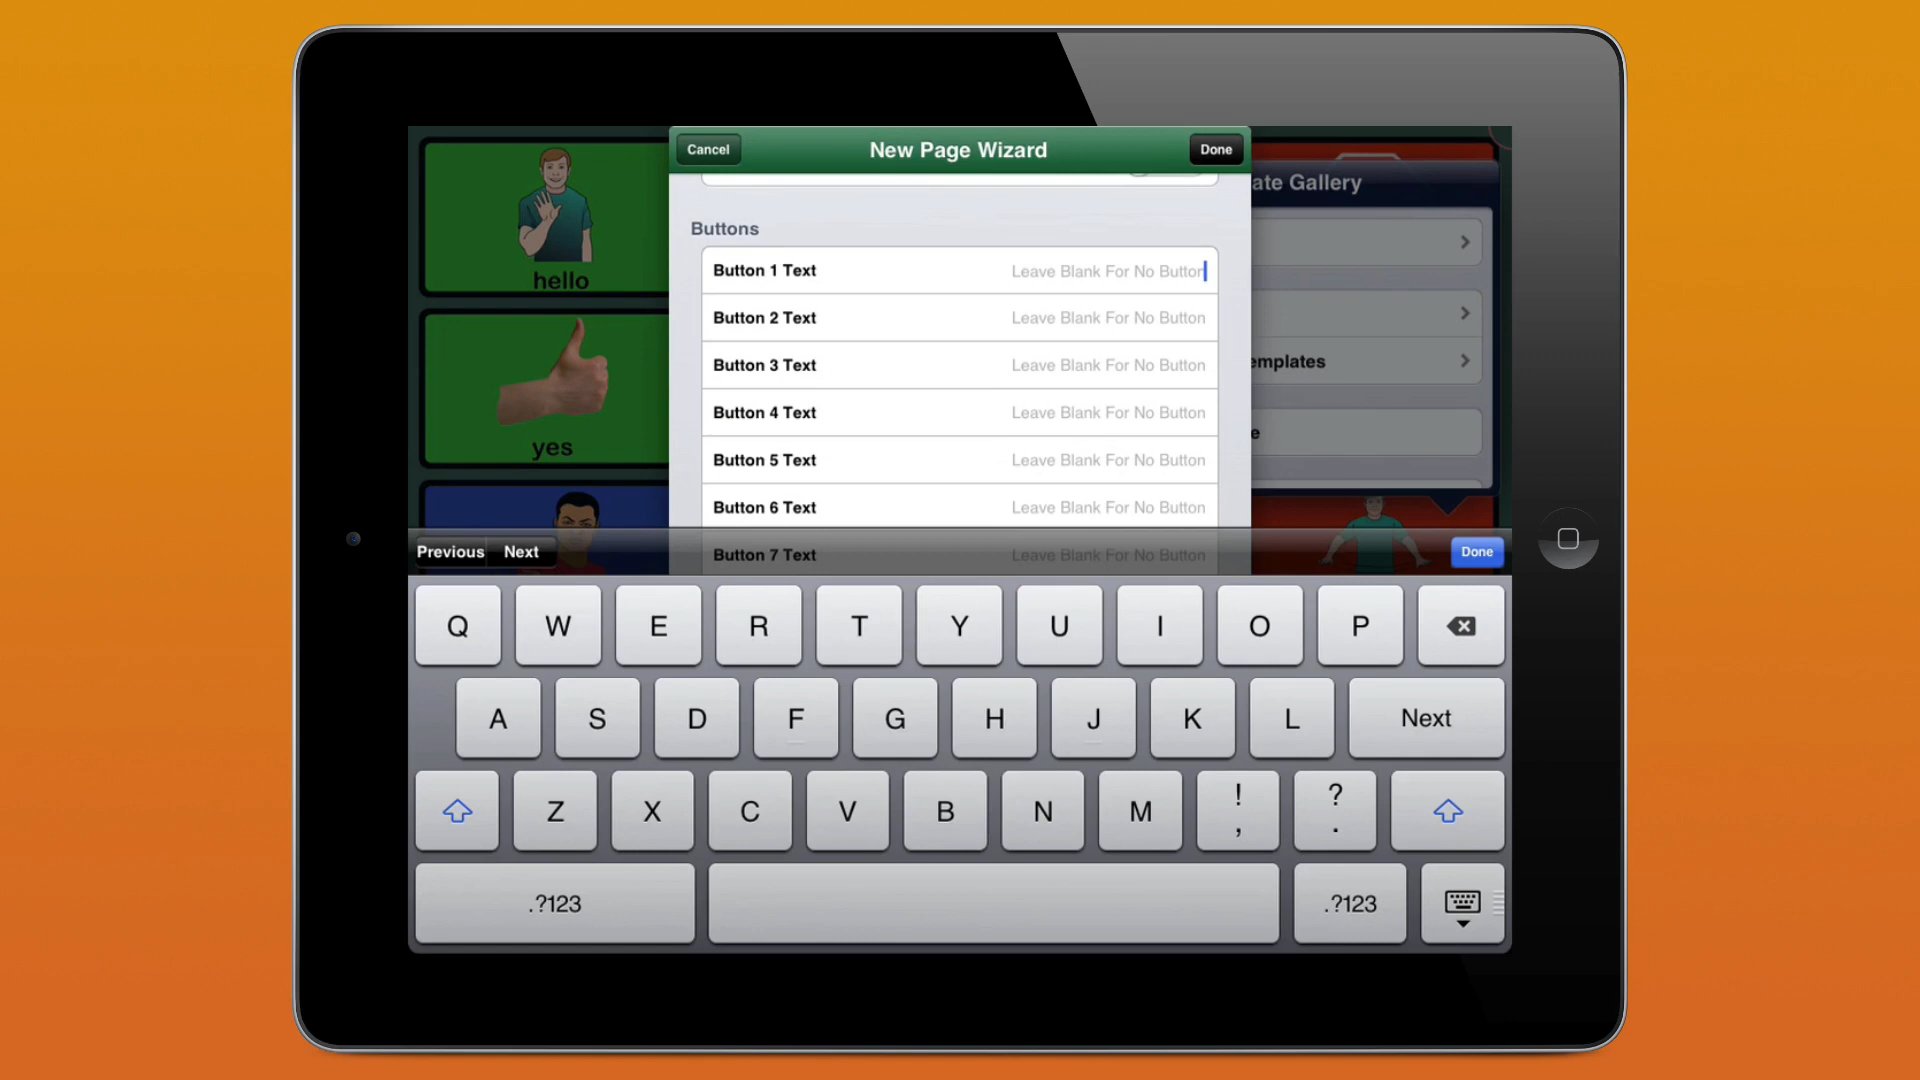 Cancel
New Page Wizard
Done
ate Gallery
Buttons
hello
Button 1 Text
Leave Blank For No Button
Button 2 Text
Leave Blank For No Button
Button 3 Text
Leave Blank For No Button
emplates
Button 4 Text
Leave Blank For No Button
e
yes
Button 5 Text
Leave Blank For No Button
Button 6 Text
Leave Blank For No Button
Previous
Next
Button 7 Text
Leave Blank For No Button
Done
Q W E R T Y U I O P
A S D F G H J K L Next
Z X C V B N M ! , ? .
.?123
.?123